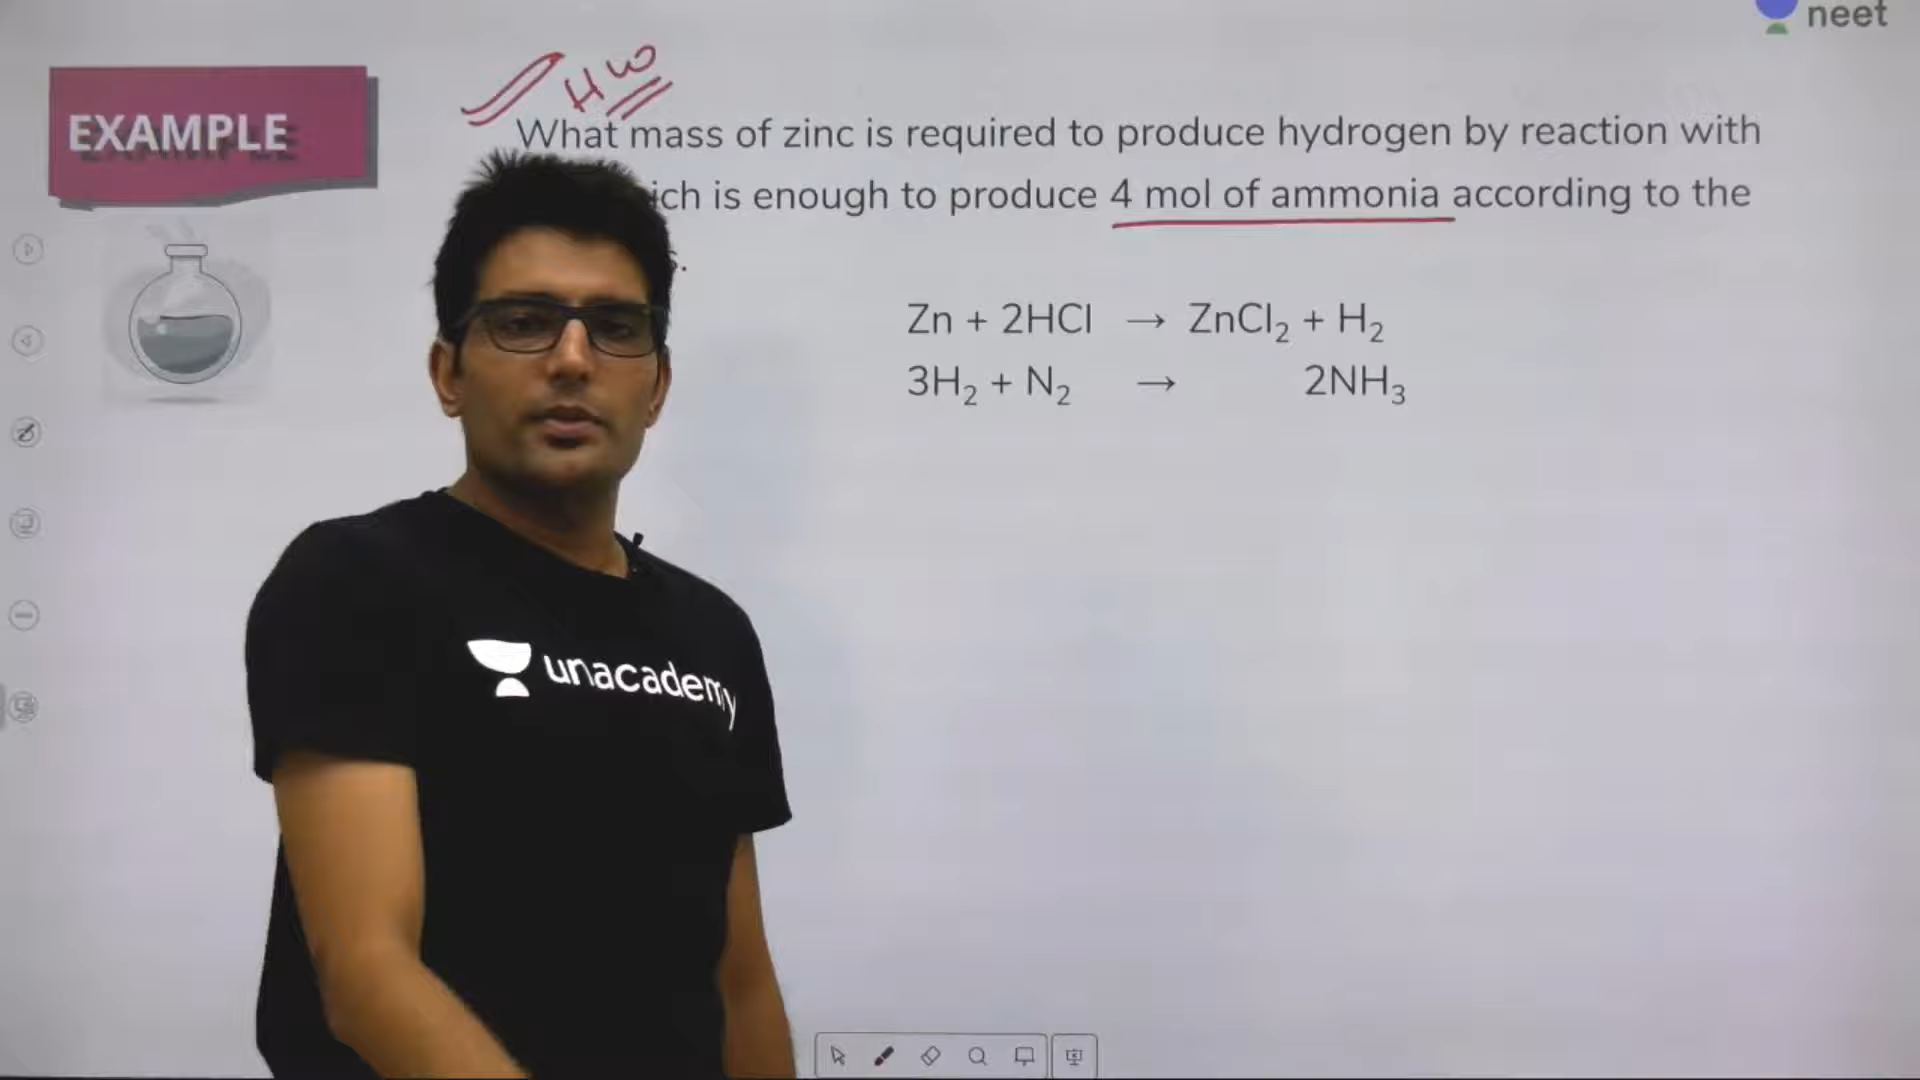 neet
HW
EXAMPLE
What mass of zinc is required to produce hydrogen by reaction with
is enough to produce 4 mol of ammonia according to the
Zn + 2HCl → ZnCl₂ + H₂
3H₂ + N₂ → 2NH₃
unacademy